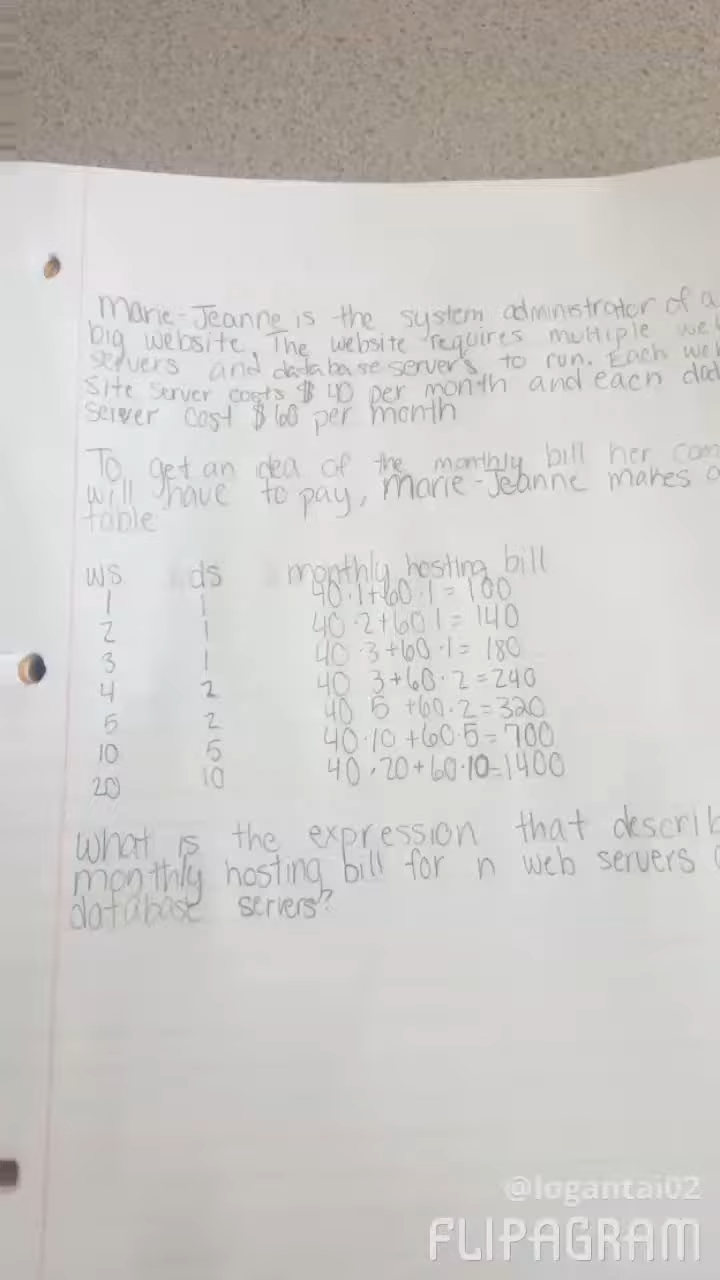 Marie-Jeanne is the system administrator of a
big website. The website requires multiple web
servers and database servers to run. Each web
site server costs $40 per month and each
server cost $60 per month
To get an idea of the monthly bill her
will have to pay, Marie-Jeanne makes a
table
ws ds monthly hosting bill
1 1 40·1+60·1=100
2 1 40·2+60·1=140
3 1 40·3+60·1=180
4 2 40 3+60·2=240
5 2 40 5+60·2=320
10 5 40·10+60·5=700
20 10 40·20+60·10=1400
What is the expression that
monthly hosting bill for n web servers
database servers?
@logantai02
FLIPAGRAM